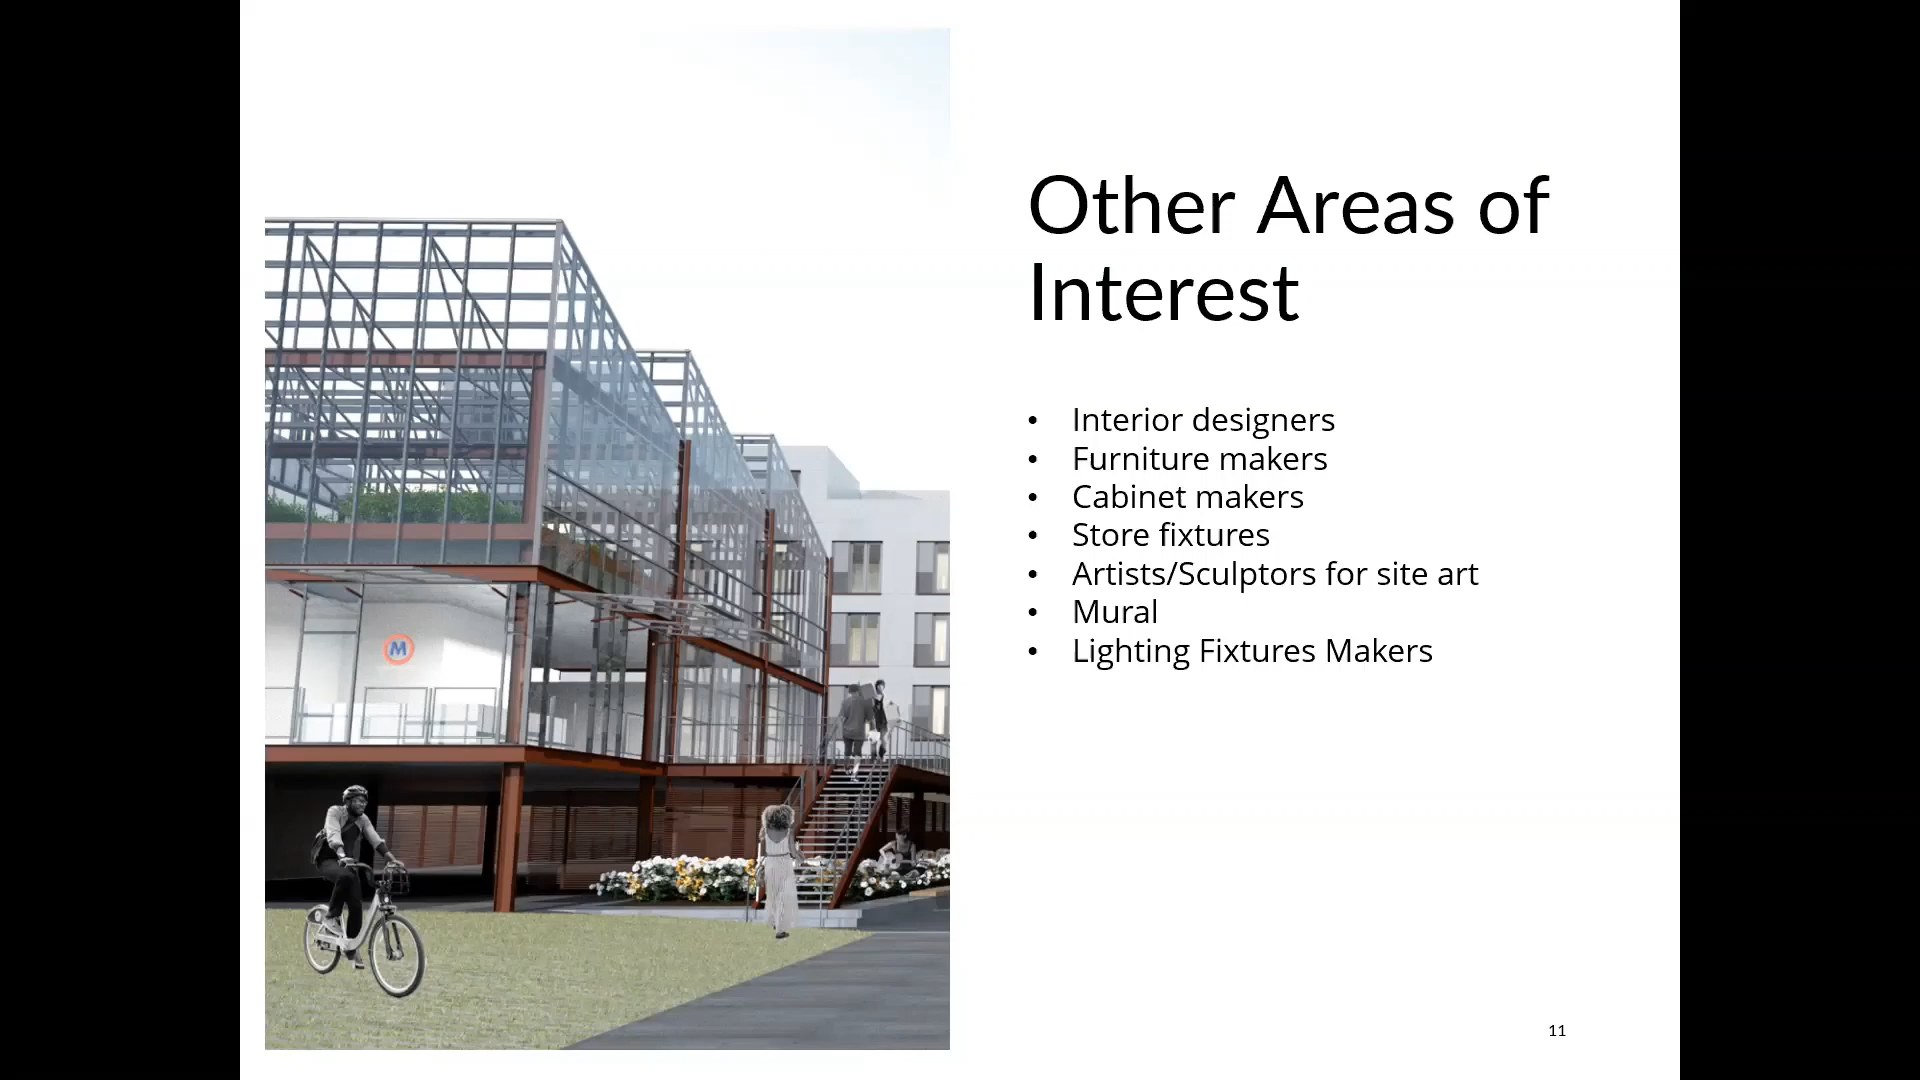 Other Areas of
Interest
• Interior designers
• Furniture makers
• Cabinet makers
• Store fixtures
• Artists/Sculptors for site art
• Mural
• Lighting Fixtures Makers
M
11